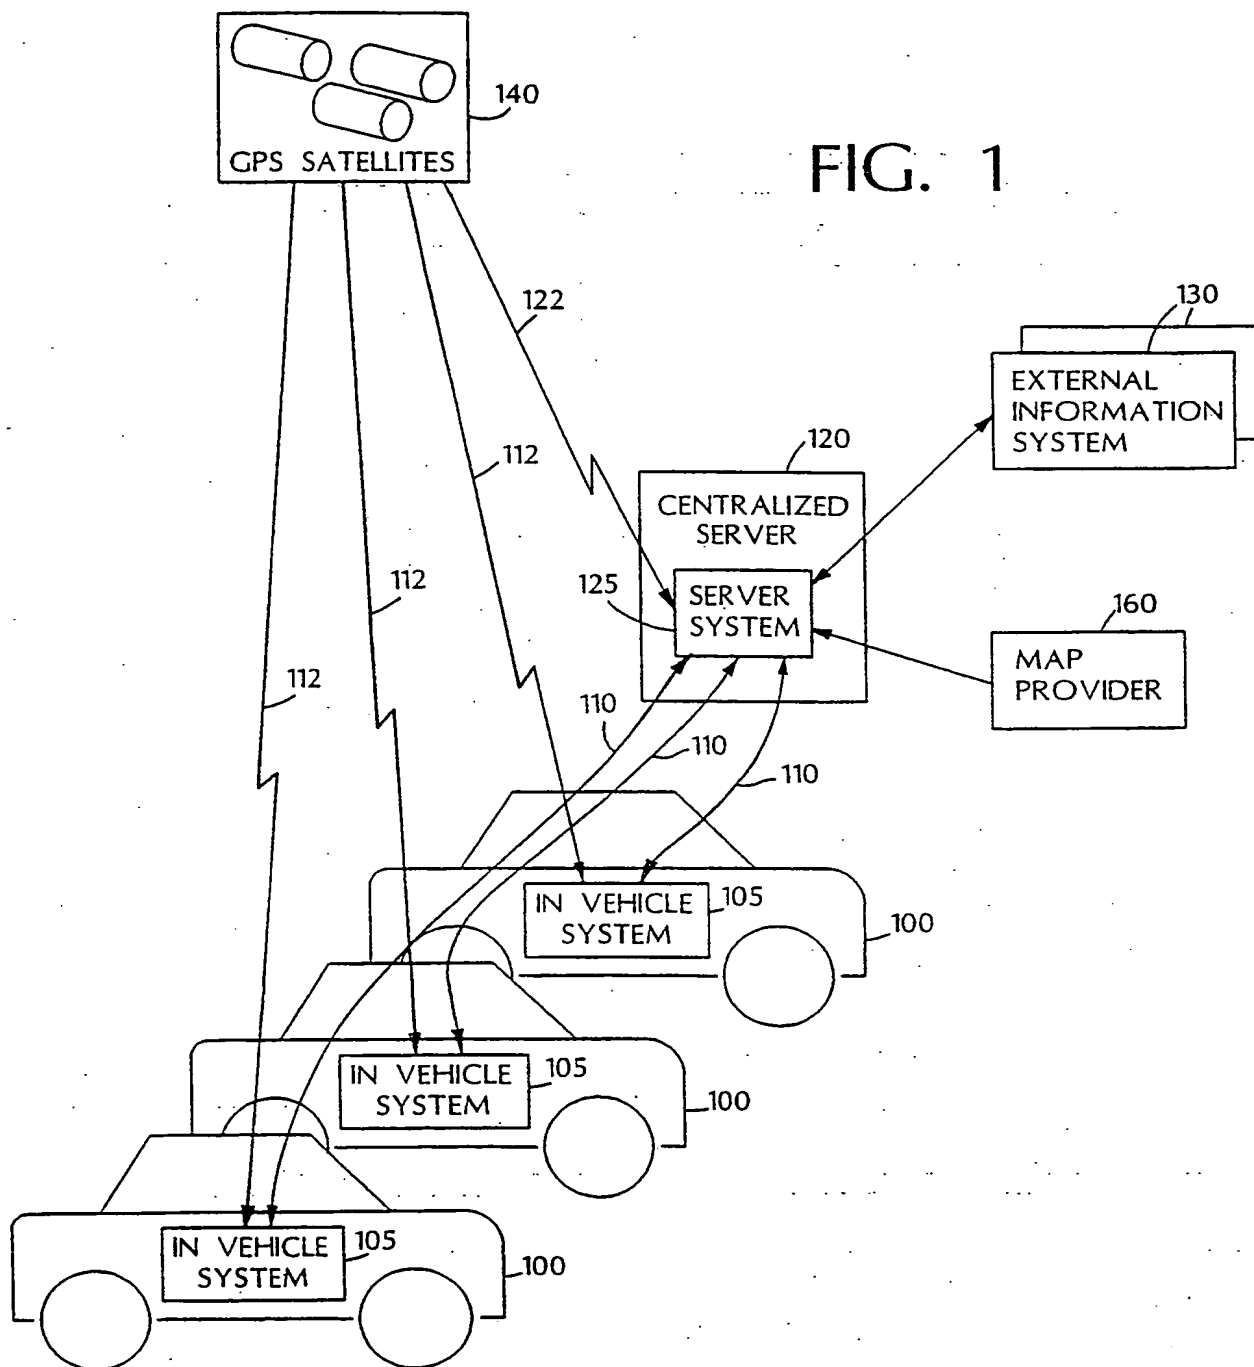 140
GPS SATELLITES
FIG. 1
122
130
EXTERNAL
INFORMATION
SYSTEM
112
120
CENTRALIZED
SERVER
125
SERVER
SYSTEM
160
MAP
PROVIDER
112
112
110
110
110
IN VEHICLE
SYSTEM
105
100
IN VEHICLE
SYSTEM
105
100
IN VEHICLE
SYSTEM
105
100